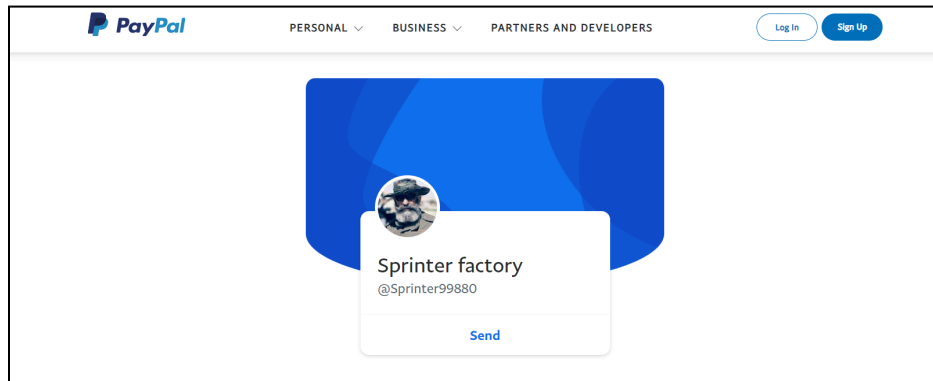 PayPal PERSONAL BUSINESS PARTNERS AND DEVELOPERS Log In Sign Up
Sprinter factory
@Sprinter99880
Send